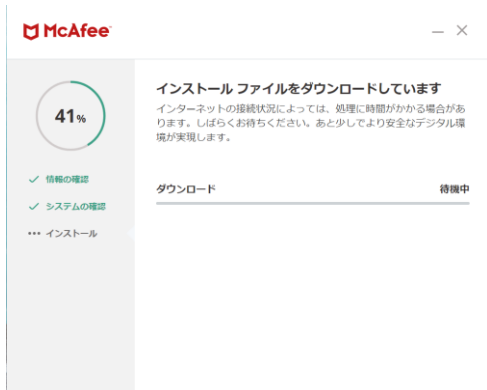 McAfee
41%
インストール ファイルをダウンロードしています
インターネットの接続状況によっては、処理に時間がかかる場合があ
ります。しばらくお待ちください。あと少しでより安全なデジタル環
境が実現します。
✓ 情報の確認
✓ システムの確認
••• インストール
ダウンロード 待機中